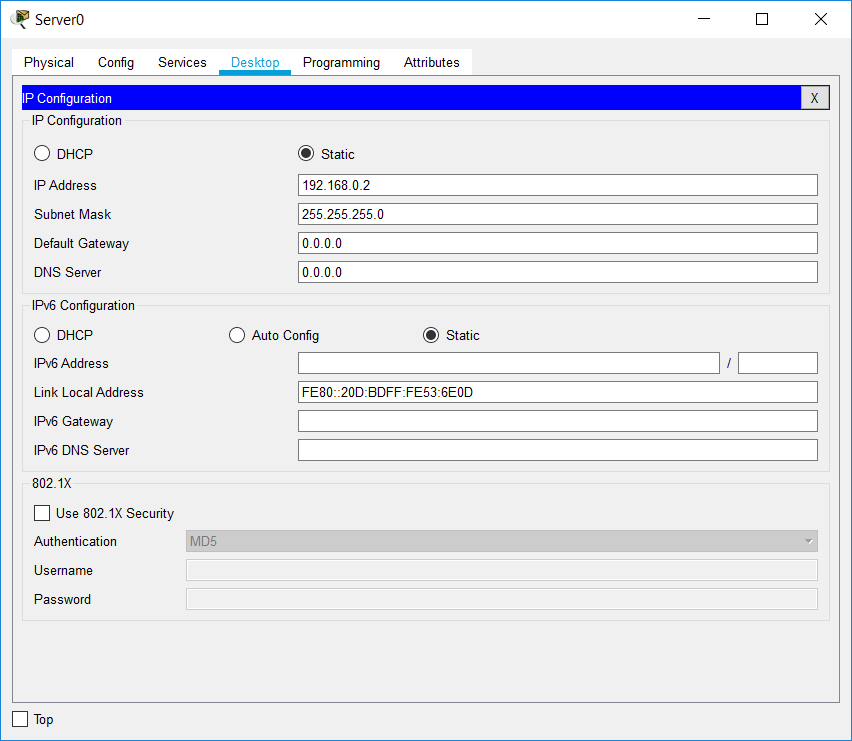 Server0
Physical Config Services Desktop Programming Attributes
IP Configuration X
IP Configuration
DHCP Static
IP Address 192.168.0.2
Subnet Mask 255.255.255.0
Default Gateway 0.0.0.0
DNS Server 0.0.0.0
IPv6 Configuration
DHCP Auto Config Static
IPv6 Address /
Link Local Address FE80::20D:BDFF:FE53:6E0D
IPv6 Gateway
IPv6 DNS Server
802.1X
Use 802.1X Security
Authentication MD5
Username
Password
Top